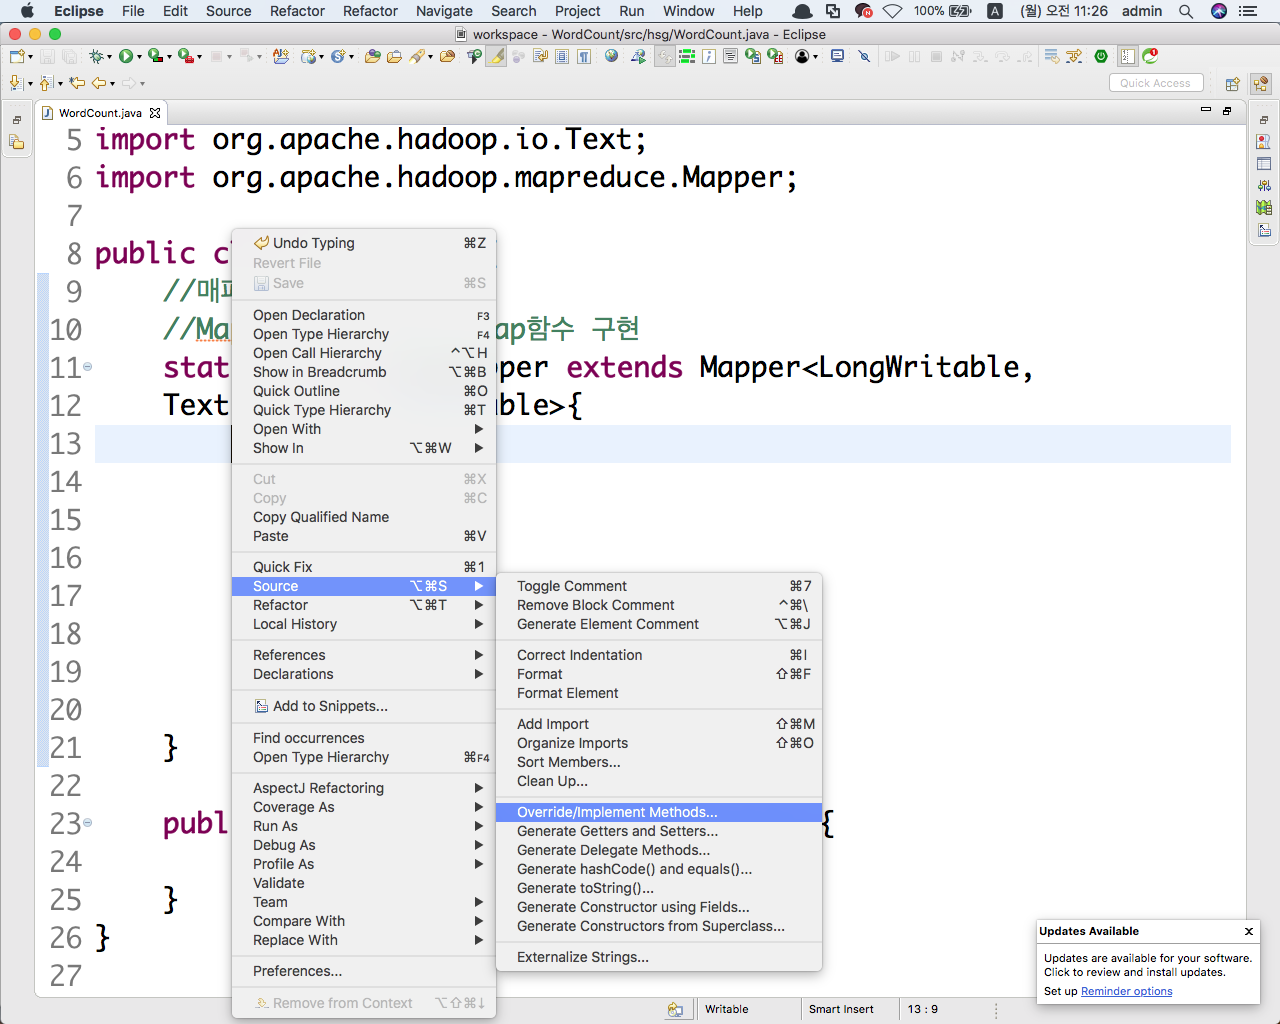 Eclipse File Edit Source Refactor Refactor Navigate Search Project Run Window Help 100% A (월) 오전 11:26 admin
workspace - WordCount/src/hsg/WordCount.java - Eclipse
Quick Access
WordCount.java
5 import org.apache.hadoop.io.Text;
6 import org.apache.hadoop.mapreduce.Mapper;
7
8 public c
9 //매퍼
10 //Ma ap함수 구현
11 stat pper extends Mapper<LongWritable,
12 Text ble>{
13
14
15
16
17
18
19
20
21 }
22
23 publ {
24
25 }
26 }
27
Undo Typing ⌘Z
Revert File
Save ⌘S
Open Declaration F3
Open Type Hierarchy F4
Open Call Hierarchy ^⌥H
Show in Breadcrumb ⌥⌘B
Quick Outline ⌘O
Quick Type Hierarchy ⌘T
Open With
Show In ⌥⌘W
Cut ⌘X
Copy ⌘C
Copy Qualified Name
Paste ⌘V
Quick Fix ⌘1
Source ⌥⌘S
Refactor ⌥⌘T
Local History
References
Declarations
Add to Snippets...
Find occurrences
Open Type Hierarchy ⌘F4
AspectJ Refactoring
Coverage As
Run As
Debug As
Profile As
Validate
Team
Compare With
Replace With
Preferences...
Remove from Context ⌥⇧⌘↓
Toggle Comment ⌘7
Remove Block Comment ^⌘\
Generate Element Comment ⌥⌘J
Correct Indentation ⌘I
Format ⇧⌘F
Format Element
Add Import ⇧⌘M
Organize Imports ⇧⌘O
Sort Members...
Clean Up...
Override/Implement Methods...
Generate Getters and Setters...
Generate Delegate Methods...
Generate hashCode() and equals()...
Generate toString()...
Generate Constructor using Fields...
Generate Constructors from Superclass...
Externalize Strings...
Updates Available x
Updates are available for your software.
Click to review and install updates.
Set up Reminder options
Writable Smart Insert 13 : 9